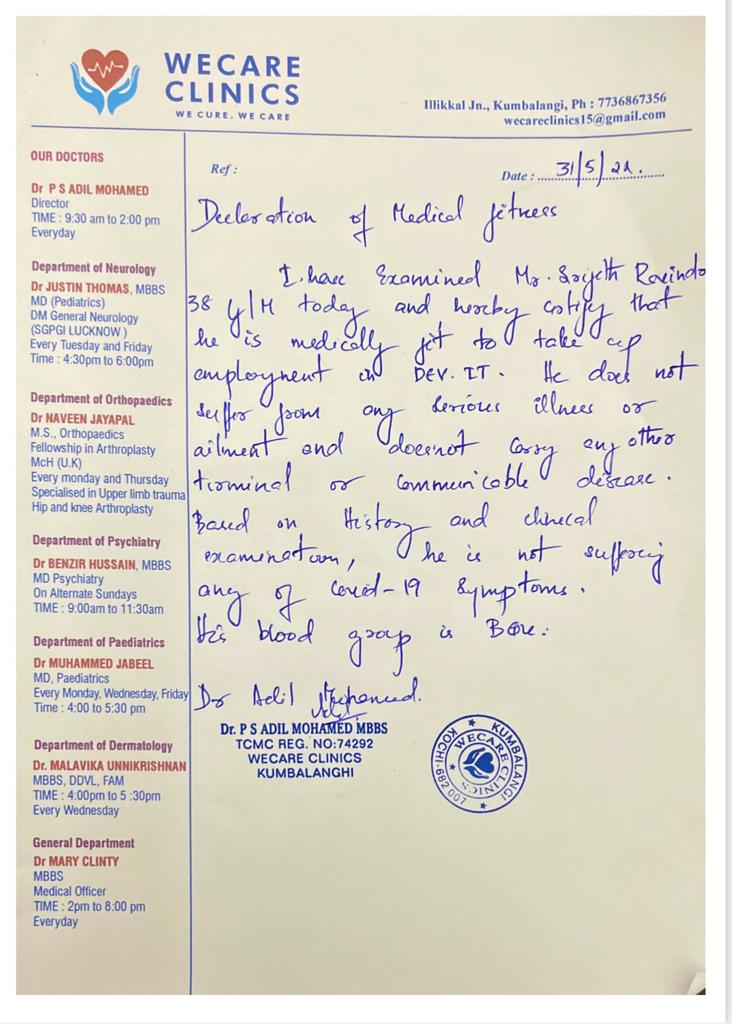 WECARE
CLINICS
WE CURE. WE CARE
Illikkal Jn., Kumbalangi, Ph : 7736867356
wecareclinics15@gmail.com
OUR DOCTORS
Dr P S ADIL MOHAMED
Director
TIME : 9:30 am to 2:00 pm
Everyday
Department of Neurology
Dr JUSTIN THOMAS, MBBS
MD (Pediatrics)
DM General Neurology
(SGPGI LUCKNOW )
Every Tuesday and Friday
Time : 4:30pm to 6:00pm
Department of Orthopaedics
Dr NAVEEN JAYAPAL
M.S., Orthopaedics
Fellowship in Arthroplasty
McH (U.K)
Every monday and Thursday
Specialised in Upper limb trauma
Hip and knee Arthroplasty
Department of Psychiatry
Dr BENZIR HUSSAIN, MBBS
MD Psychiatry
On Alternate Sundays
TIME : 9:00am to 11:30am
Department of Paediatrics
Dr MUHAMMED JABEEL
MD, Paediatrics
Every Monday, Wednesday, Friday
Time : 4:00 to 5:30 pm
Department of Dermatology
Dr. MALAVIKA UNNIKRISHNAN
MBBS, DDVL, FAM
TIME : 4:00pm to 5 :30pm
Every Wednesday
General Department
Dr MARY CLINTY
MBBS
Medical Officer
TIME : 2pm to 8:00 pm
Everyday
Ref :
Date : 31/5/21.
Declaration of Medical fitness
I have Examined Mr. Srijith Ravindr
38 y/M today and hereby certify that
he is medically fit to take up
employment in DEV. IT. He does not
suffer from any serious illness or
ailment and doesnot carry any other
terminal or communicable disease.
Based on History and clinical
examination, he is not suffering
any of Covid-19 symptoms.
His blood group is B
Dr Adil Mohamed.
Dr. P S ADIL MOHAMED MBBS
TCMC REG. NO:74292
WECARE CLINICS
KUMBALANGHI
KUMBALANGI
KOCHI-682 007
WECARE CLINICS